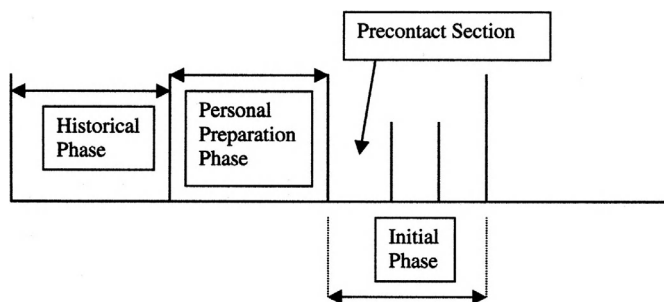 Precontact Section
Historical
Phase
Personal
Preparation
Phase
Initial
Phase